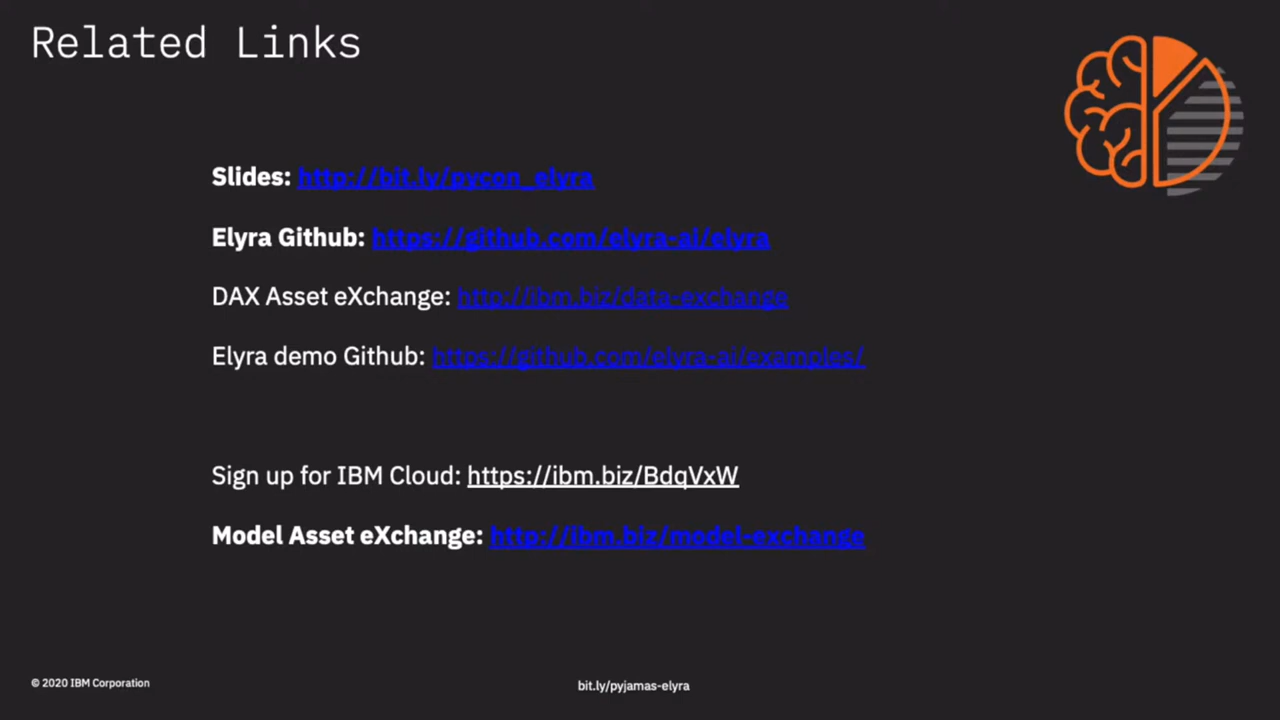 Related Links
Slides: http://bit.ly/pycon_elyra
Elyra Github: https://github.com/elyra-ai/elyra
DAX Asset eXchange: http://ibm.biz/data-exchange
Elyra demo Github: https://github.com/elyra-ai/examples/
Sign up for IBM Cloud: https://ibm.biz/BdqVxW
Model Asset eXchange: http://ibm.biz/model-exchange
© 2020 IBM Corporation
bit.ly/pyjamas-elyra